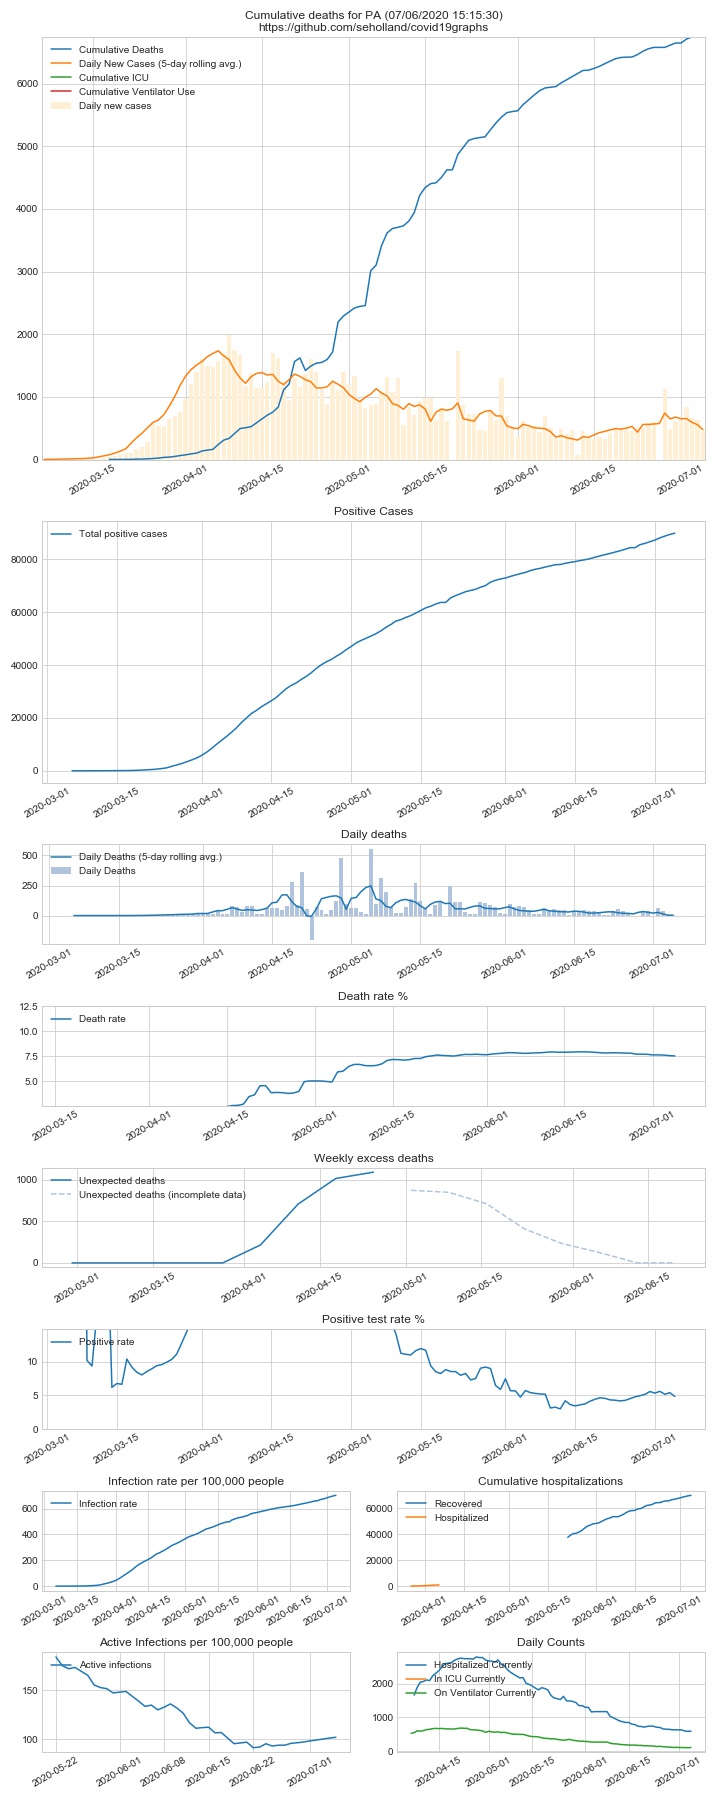 Cumulative deaths for PA (07/06/2020 15:15:30)
https://github.com/seholland/covid19graphs
Cumulative Deaths
Daily New Cases (5-day rolling avg.)
Cumulative ICU
Cumulative Ventilator Use
Daily new cases
6000
5000
4000
3000
2000
1000
0
2020-03-15 2020-04-01 2020-04-15 2020-05-01 2020-05-15 2020-06-01 2020-06-15 2020-07-01
Positive Cases
Total positive cases
80000
60000
40000
20000
0
2020-03-01 2020-03-15 2020-04-01 2020-04-15 2020-05-01 2020-05-15 2020-06-01 2020-06-15 2020-07-01
Daily deaths
Daily Deaths (5-day rolling avg.)
Daily Deaths
500
250
0
2020-03-01 2020-03-15 2020-04-01 2020-04-15 2020-05-01 2020-05-15 2020-06-01 2020-06-15 2020-07-01
Death rate %
Death rate
12.5
10.0
7.5
5.0
2020-03-15 2020-04-01 2020-04-15 2020-05-01 2020-05-15 2020-06-01 2020-06-15 2020-07-01
Weekly excess deaths
Unexpected deaths
Unexpected deaths (incomplete data)
1000
500
0
2020-03-01 2020-03-15 2020-04-01 2020-04-15 2020-05-01 2020-05-15 2020-06-01 2020-06-15
Positive test rate %
Positive rate
10
5
0
2020-03-01 2020-03-15 2020-04-01 2020-04-15 2020-05-01 2020-05-15 2020-06-01 2020-06-15 2020-07-01
Infection rate per 100,000 people
Infection rate
600
400
200
0
2020-03-01 2020-03-15 2020-04-01 2020-04-15 2020-05-01 2020-05-15 2020-06-01 2020-06-15 2020-07-01
Cumulative hospitalizations
Recovered
Hospitalized
60000
40000
20000
0
2020-04-01 2020-04-15 2020-05-01 2020-05-15 2020-06-01 2020-06-15 2020-07-01
Active Infections per 100,000 people
Active infections
150
100
2020-05-22 2020-06-01 2020-06-08 2020-06-15 2020-06-22 2020-07-01
Daily Counts
Hospitalized Currently
In ICU Currently
On Ventilator Currently
2000
1000
0
2020-04-15 2020-05-01 2020-05-15 2020-06-01 2020-06-15 2020-07-01